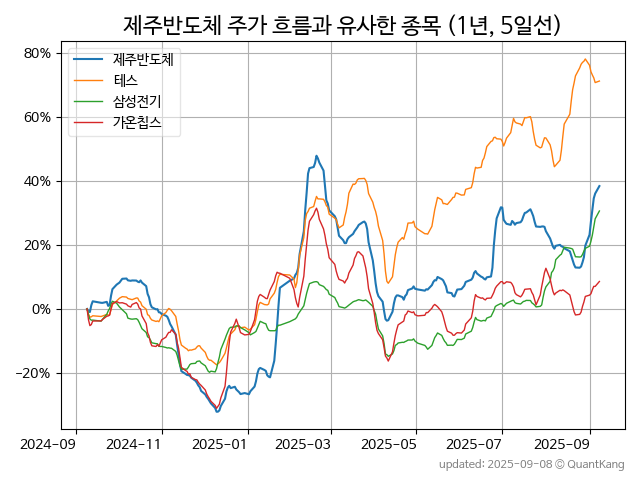 제주반도체 주가 흐름과 유사한 종목 (1년, 5일선)
제주반도체
테스
삼성전기
가온칩스
80%
60%
40%
20%
0%
−20%
2024-09 2024-11 2025-01 2025-03 2025-05 2025-07 2025-09
updated: 2025-09-08 © QuantKang